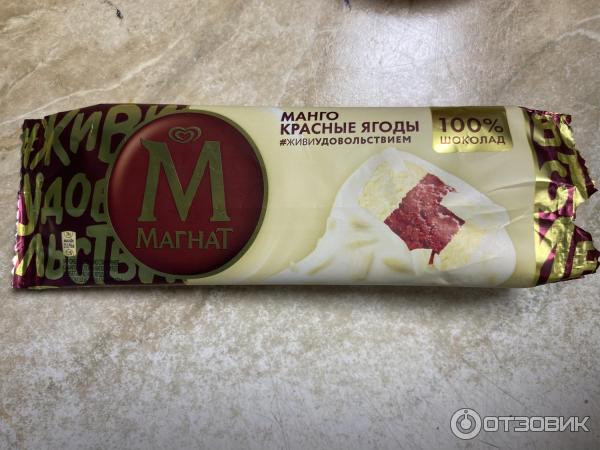 #ЖИВИ
УДОВ
ЛЬСТВИ
М
МАГНАТ
МАНГО
КРАСНЫЕ ЯГОДЫ
#ЖИВИУДОВОЛЬСТВИЕМ
100%
ШОКОЛАД
ОТЗОВИК